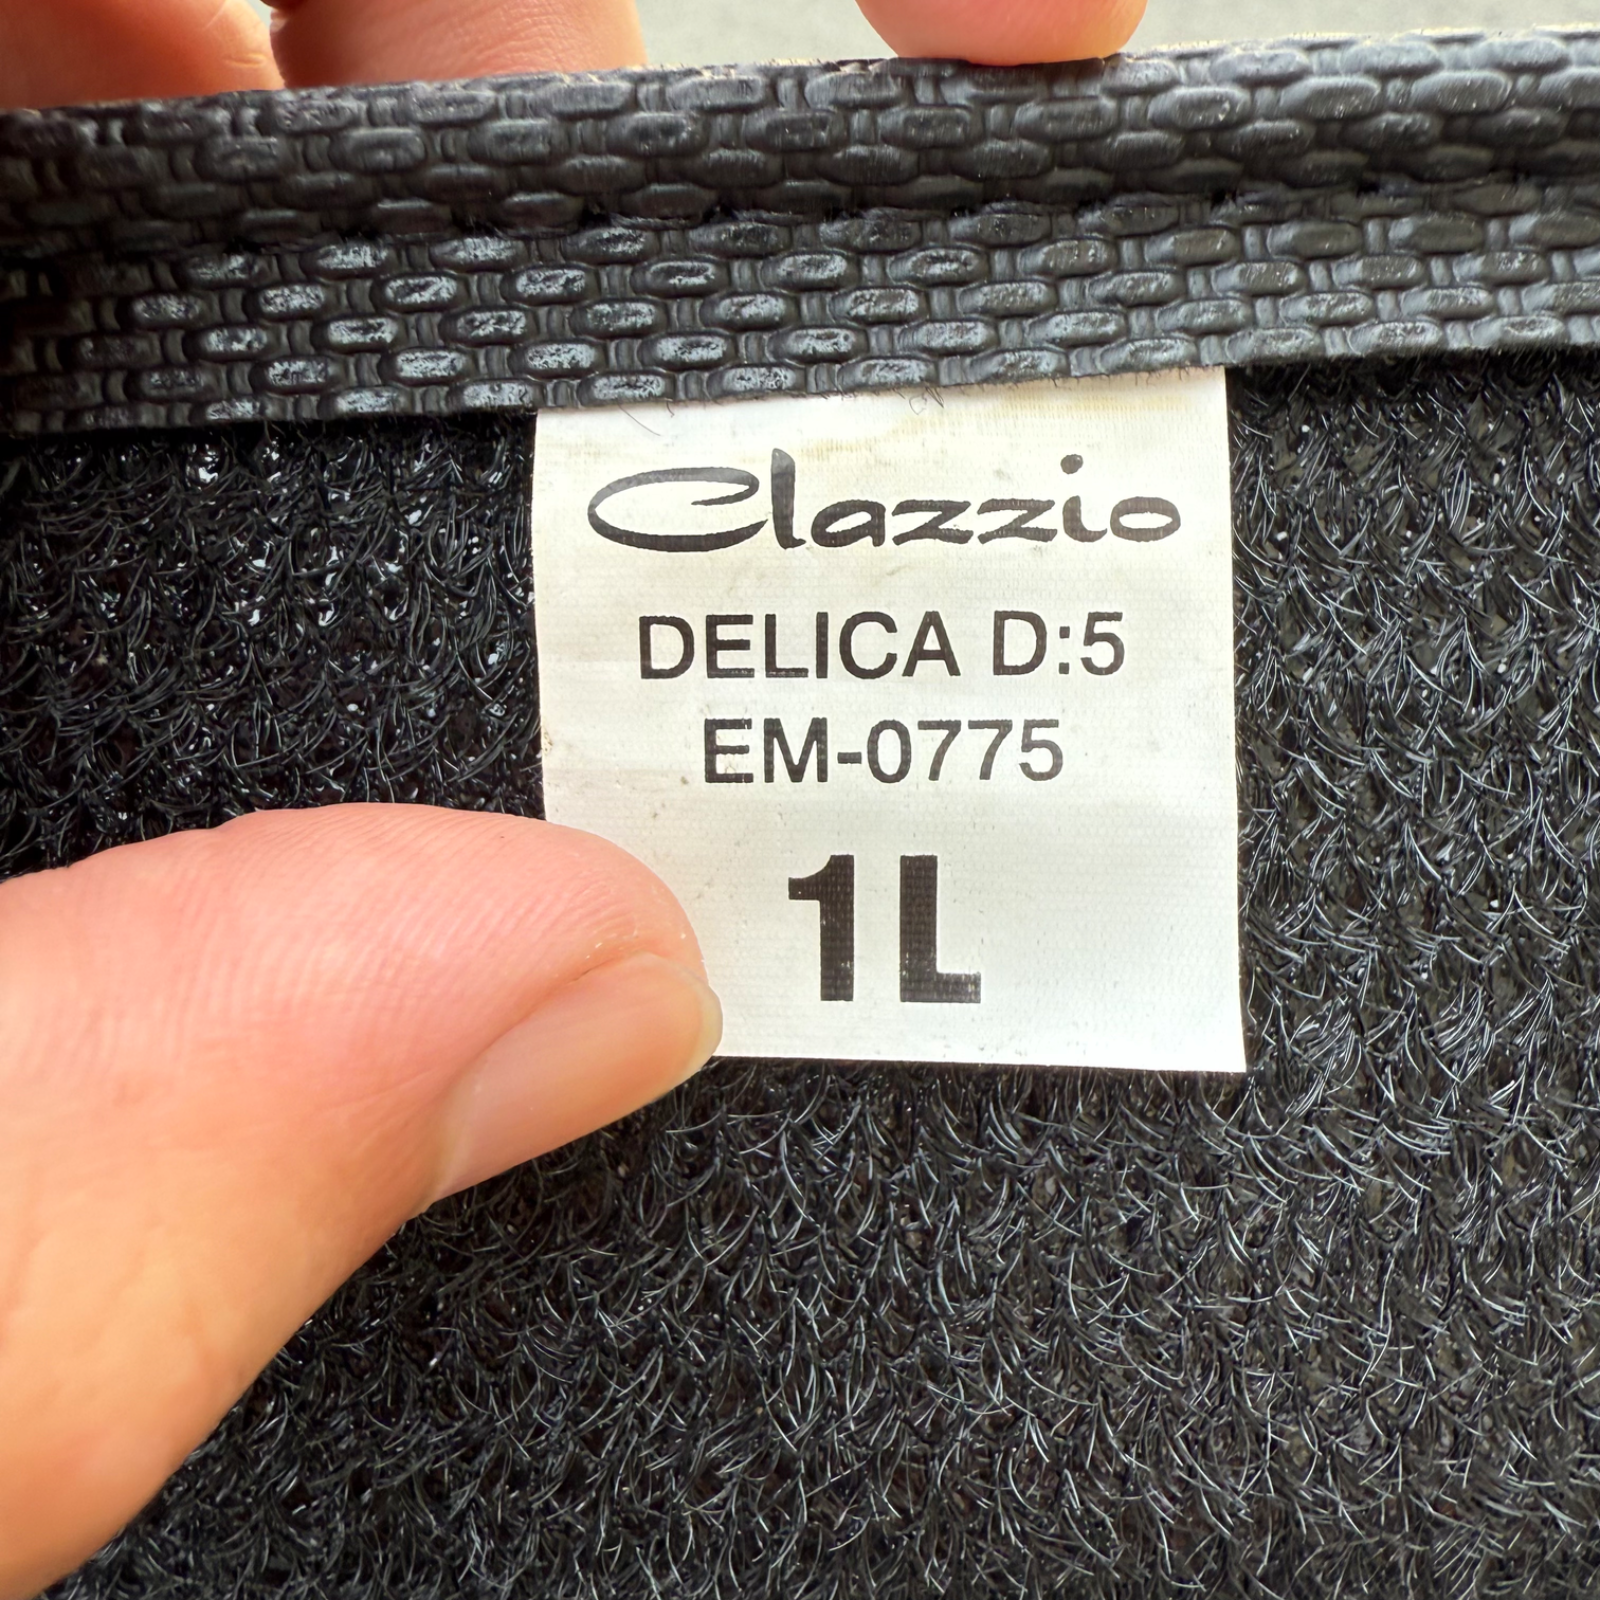 Clazzio
DELICA D:5
EM-0775
1L